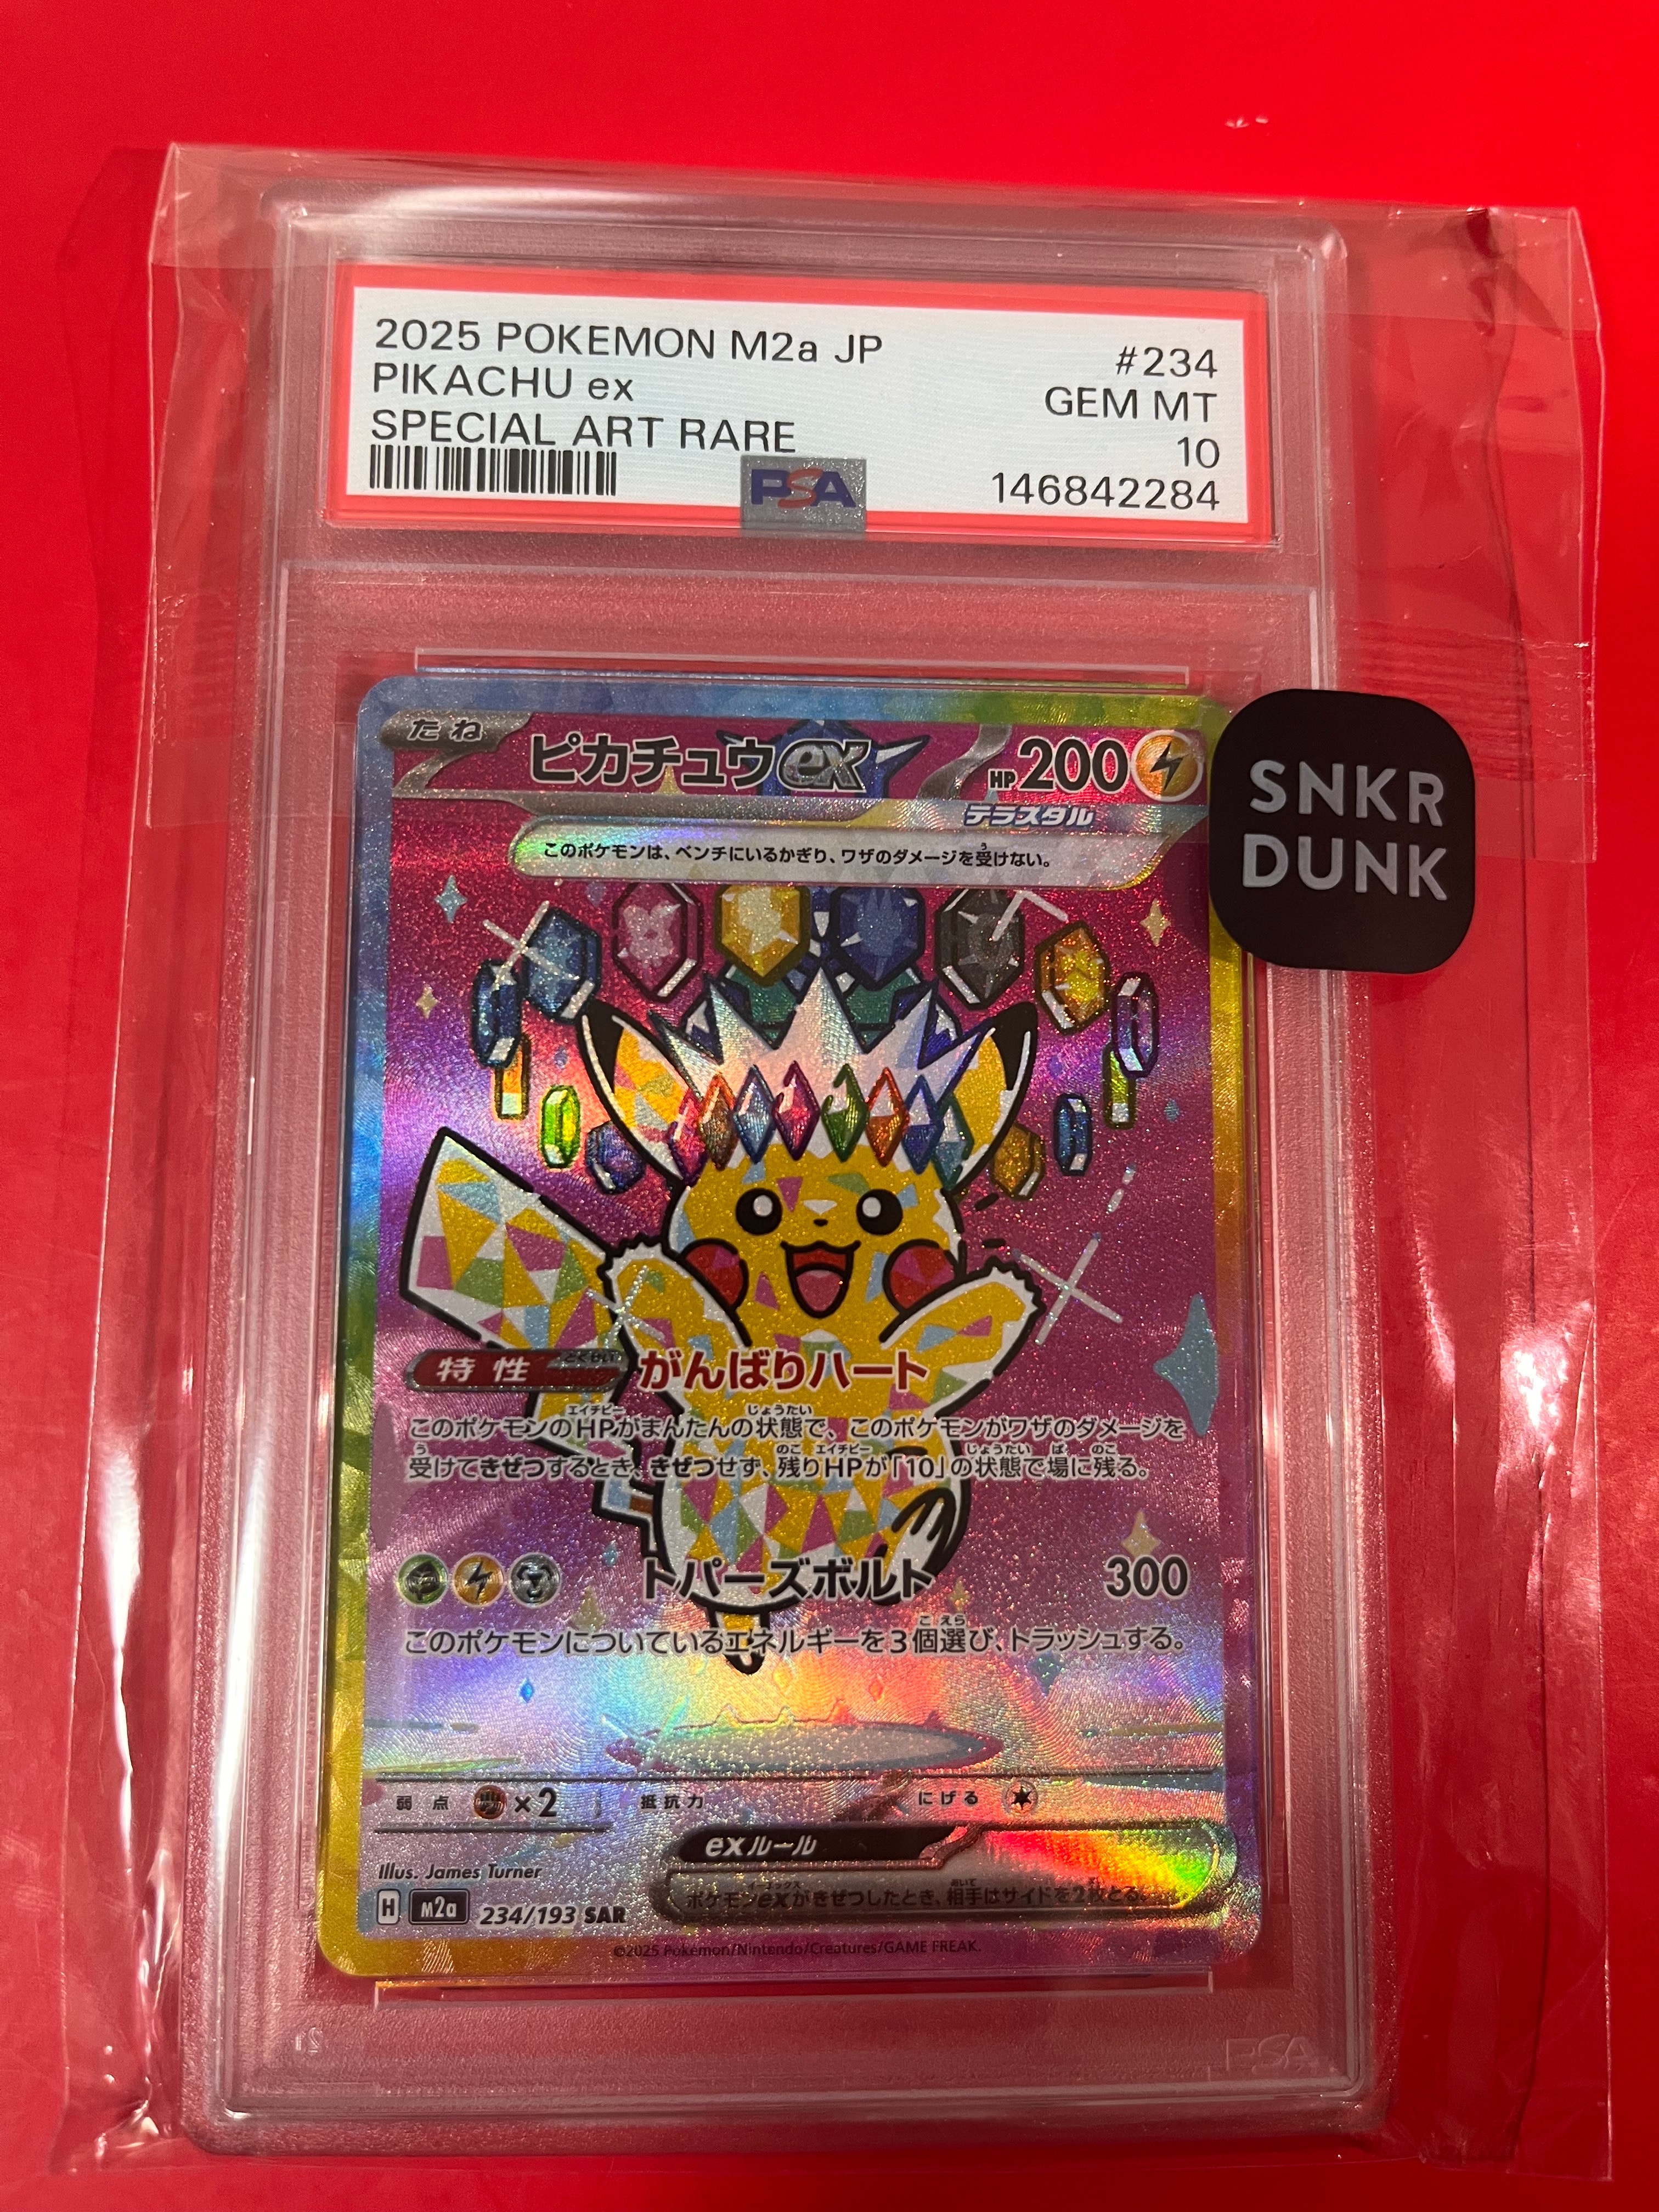 2025 POKEMON M2a JP #234
PIKACHU ex GEM MT
SPECIAL ART RARE 10
PSA 146842284
たね ピカチュウex HP200
テラスタル
このポケモンは、ベンチにいるかぎり、ワザのダメージを受けない。
SNKR
DUNK
特性 がんばりハート
このポケモンのHPがまんたんの状態で、このポケモンがワザのダメージを
受けてきぜつするとき、きぜつせず、残りHPが「10」の状態で場に残る。
トパーズボルト 300
このポケモンについているエネルギーを3個選び、トラッシュする。
弱点 ×2 抵抗力 にげる
exルール
ポケモンexがきぜつしたとき、相手はサイドを2枚とる。
Illus. James Turner
H m2a 234/193 SAR
©2025 Pokémon/Nintendo/Creatures/GAME FREAK.
PSA